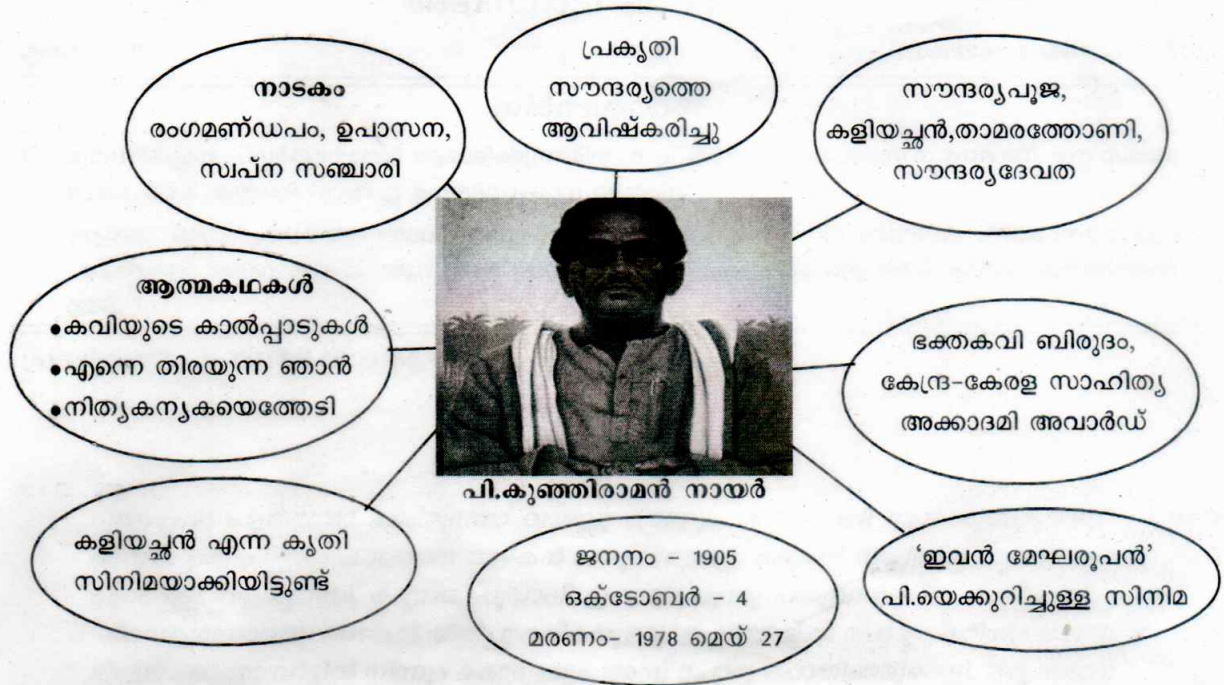 നാടകം
രംഗമണ്ഡപം, ഉപാസന,
സ്വപ്ന സഞ്ചാരി
പ്രകൃതി
സൗന്ദര്യത്തെ
ആവിഷ്കരിച്ചു
സൗന്ദര്യപൂജ,
കളിയച്ഛൻ,താമരത്തോണി,
സൗന്ദര്യദേവത
ആത്മകഥകൾ
•കവിയുടെ കാൽപ്പാടുകൾ
•എന്നെ തിരയുന്ന ഞാൻ
•നിത്യകന്യകയെത്തേടി
ഭക്തകവി ബിരുദം,
കേന്ദ്ര-കേരള സാഹിത്യ
അക്കാദമി അവാർഡ്
പി.കുഞ്ഞിരാമൻ നായർ
കളിയച്ഛൻ എന്ന കൃതി
സിനിമയാക്കിയിട്ടുണ്ട്
ജനനം - 1905
ഒക്ടോബർ - 4
മരണം- 1978 മെയ് 27
'ഇവൻ മേഘരൂപൻ'
പി.യെക്കുറിച്ചുള്ള സിനിമ